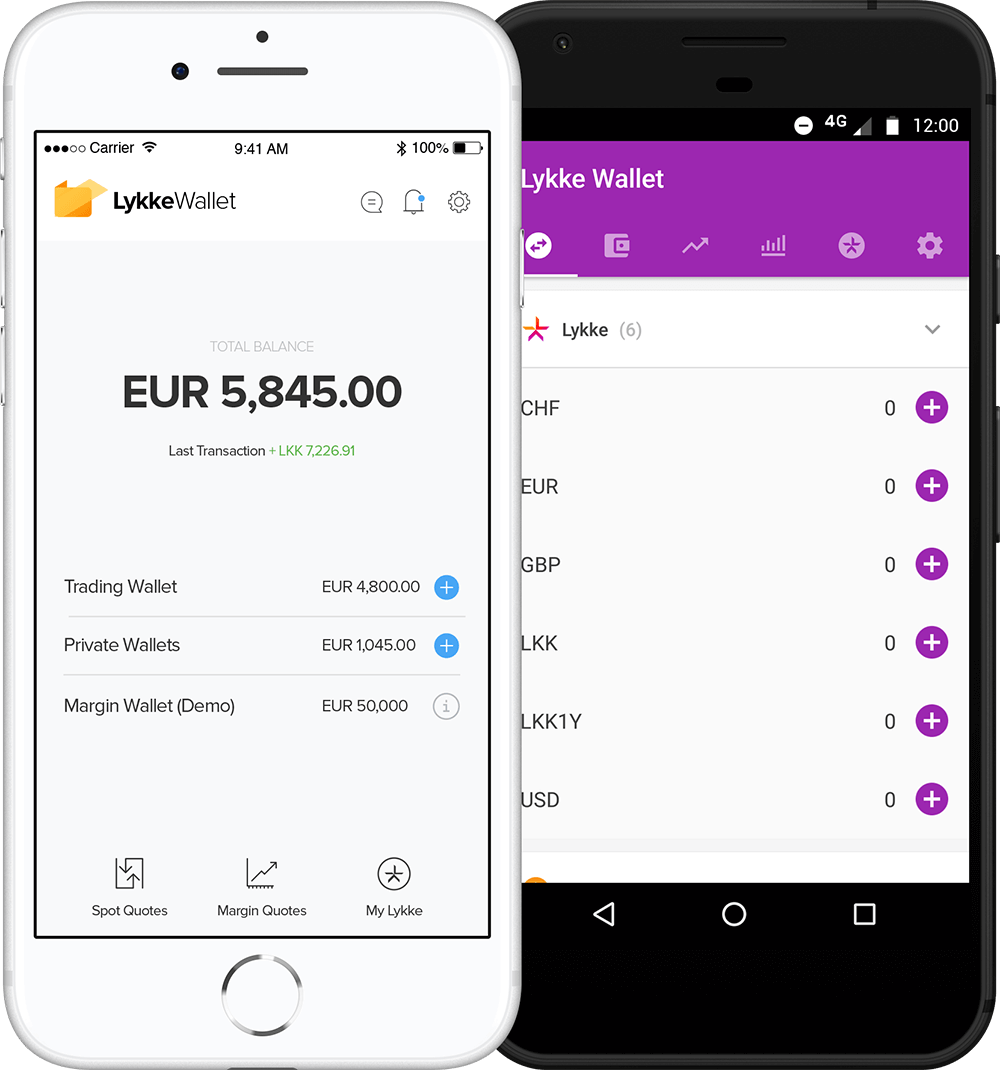 Carrier 9:41 AM 100%
LykkeWallet
TOTAL BALANCE
EUR 5,845.00
Last Transaction + LKK 7,226.91
Trading Wallet EUR 4,800.00
Private Wallets EUR 1,045.00
Margin Wallet (Demo) EUR 50,000
Spot Quotes Margin Quotes My Lykke
4G 12:00
Lykke Wallet
Lykke (6)
CHF 0
EUR 0
GBP 0
LKK 0
LKK1Y 0
USD 0